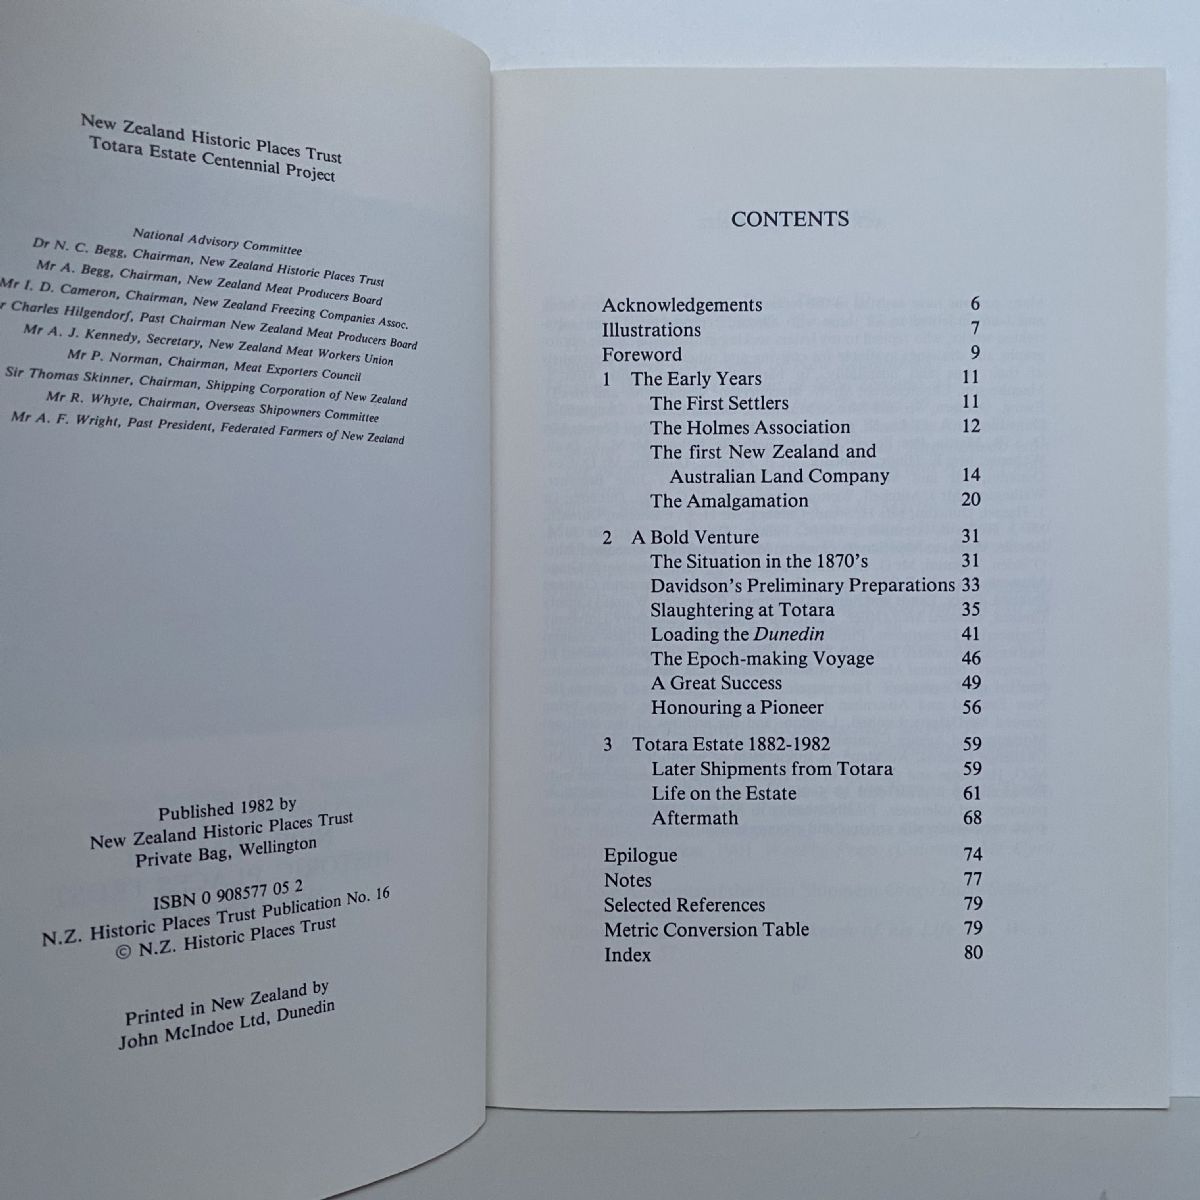 New Zealand Historic Places Trust
Totara Estate Centennial Project
National Advisory Committee
Dr N. C. Begg, Chairman, New Zealand Historic Places Trust
Mr A. Begg, Chairman, New Zealand Meat Producers Board
Mr I. D. Cameron, Chairman, New Zealand Freezing Companies Assoc.
r Charles Hilgendorf, Past Chairman New Zealand Meat Producers Board
Mr A. J. Kennedy, Secretary, New Zealand Meat Workers Union
Mr P. Norman, Chairman, Meat Exporters Council
Sir Thomas Skinner, Chairman, Shipping Corporation of New Zealand
Mr R. Whyte, Chairman, Overseas Shipowners Committee
Mr A. F. Wright, Past President, Federated Farmers of New Zealand
Published 1982 by
New Zealand Historic Places Trust
Private Bag, Wellington
ISBN 0 908577 05 2
N.Z. Historic Places Trust Publication No. 16
© N.Z. Historic Places Trust
Printed in New Zealand by
John McIndoe Ltd, Dunedin
CONTENTS
Acknowledgements 6
Illustrations 7
Foreword 9
1 The Early Years 11
The First Settlers 11
The Holmes Association 12
The first New Zealand and
Australian Land Company 14
The Amalgamation 20
2 A Bold Venture 31
The Situation in the 1870's 31
Davidson's Preliminary Preparations 33
Slaughtering at Totara 35
Loading the Dunedin 41
The Epoch-making Voyage 46
A Great Success 49
Honouring a Pioneer 56
3 Totara Estate 1882-1982 59
Later Shipments from Totara 59
Life on the Estate 61
Aftermath 68
Epilogue 74
Notes 77
Selected References 79
Metric Conversion Table 79
Index 80